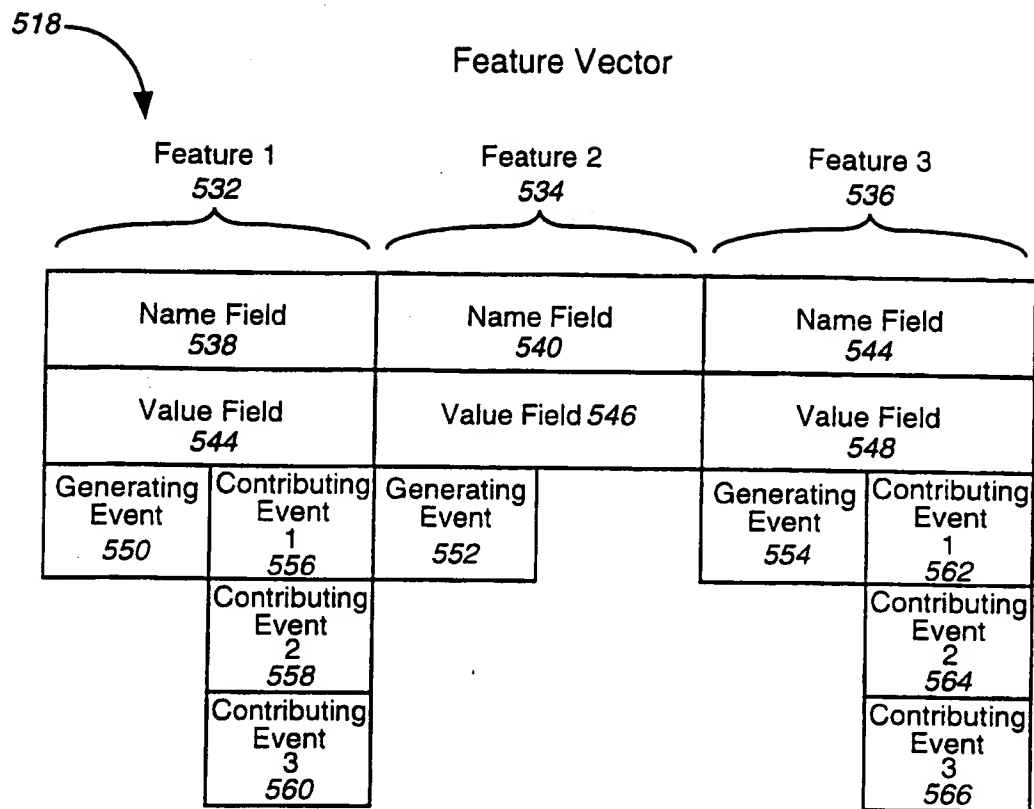 518
Feature Vector
Feature 1
532
Feature 2
534
Feature 3
536
Name Field
538
Name Field
540
Name Field
544
Value Field
544
Value Field 546
Value Field
548
Generating
Event
550
Contributing
Event
1
556
Generating
Event
552
Generating
Event
554
Contributing
Event
1
562
Contributing
Event
2
558
Contributing
Event
2
564
Contributing
Event
3
560
Contributing
Event
3
566